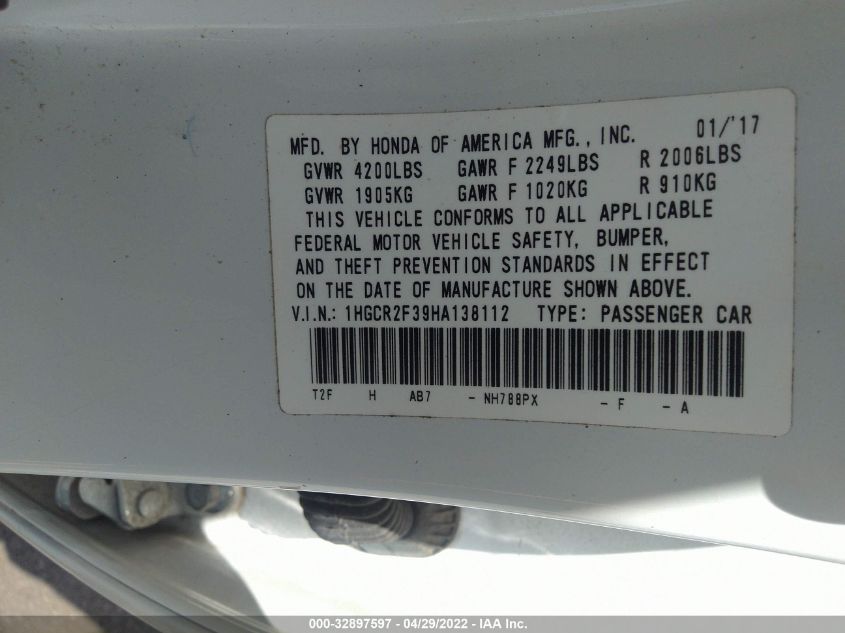 MFD. BY HONDA OF AMERICA MFG., INC. 01/'17
GVWR 4200LBS GAWR F 2249LBS R 2006LBS
GVWR 1905KG GAWR F 1020KG R 910KG
THIS VEHICLE CONFORMS TO ALL APPLICABLE
FEDERAL MOTOR VEHICLE SAFETY, BUMPER,
AND THEFT PREVENTION STANDARDS IN EFFECT
ON THE DATE OF MANUFACTURE SHOWN ABOVE.
V.I.N.: 1HGCR2F39HA138112 TYPE: PASSENGER CAR
T2F H AB7 - NH788PX - F - A
000-32897597 - 04/29/2022 - IAA Inc.